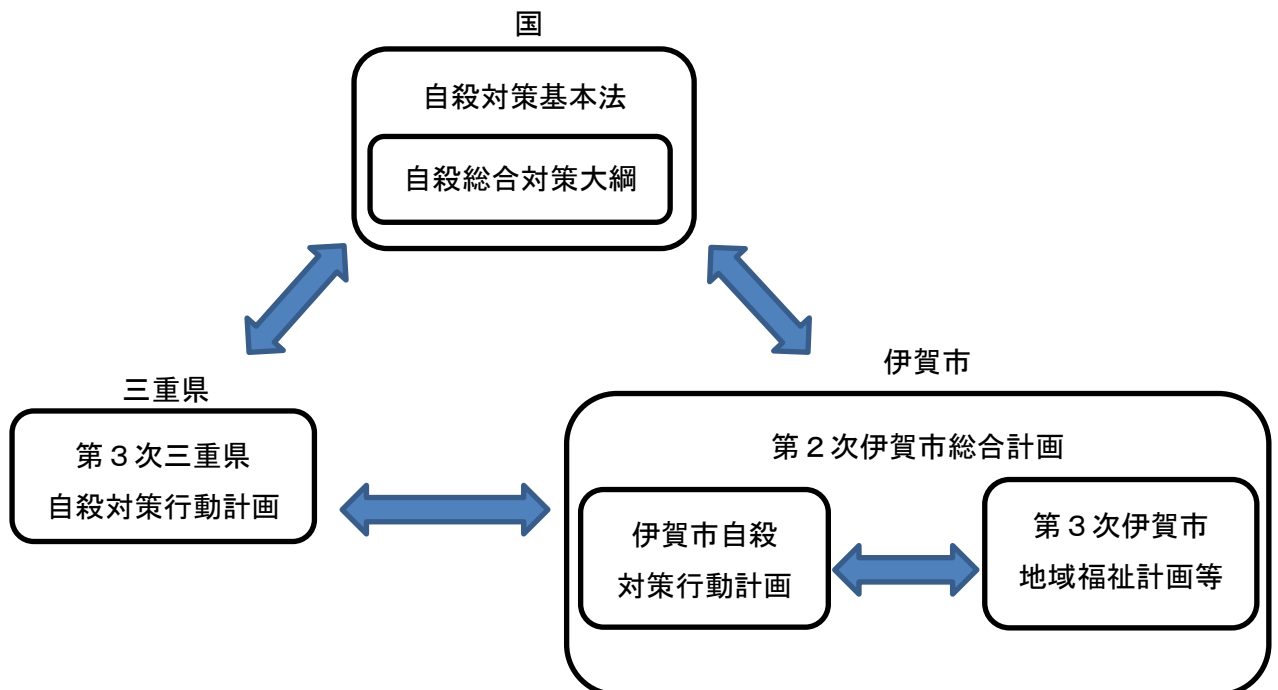 国
自殺対策基本法
自殺総合対策大綱
三重県
第３次三重県
自殺対策行動計画
伊賀市
第２次伊賀市総合計画
伊賀市自殺
対策行動計画
第３次伊賀市
地域福祉計画等